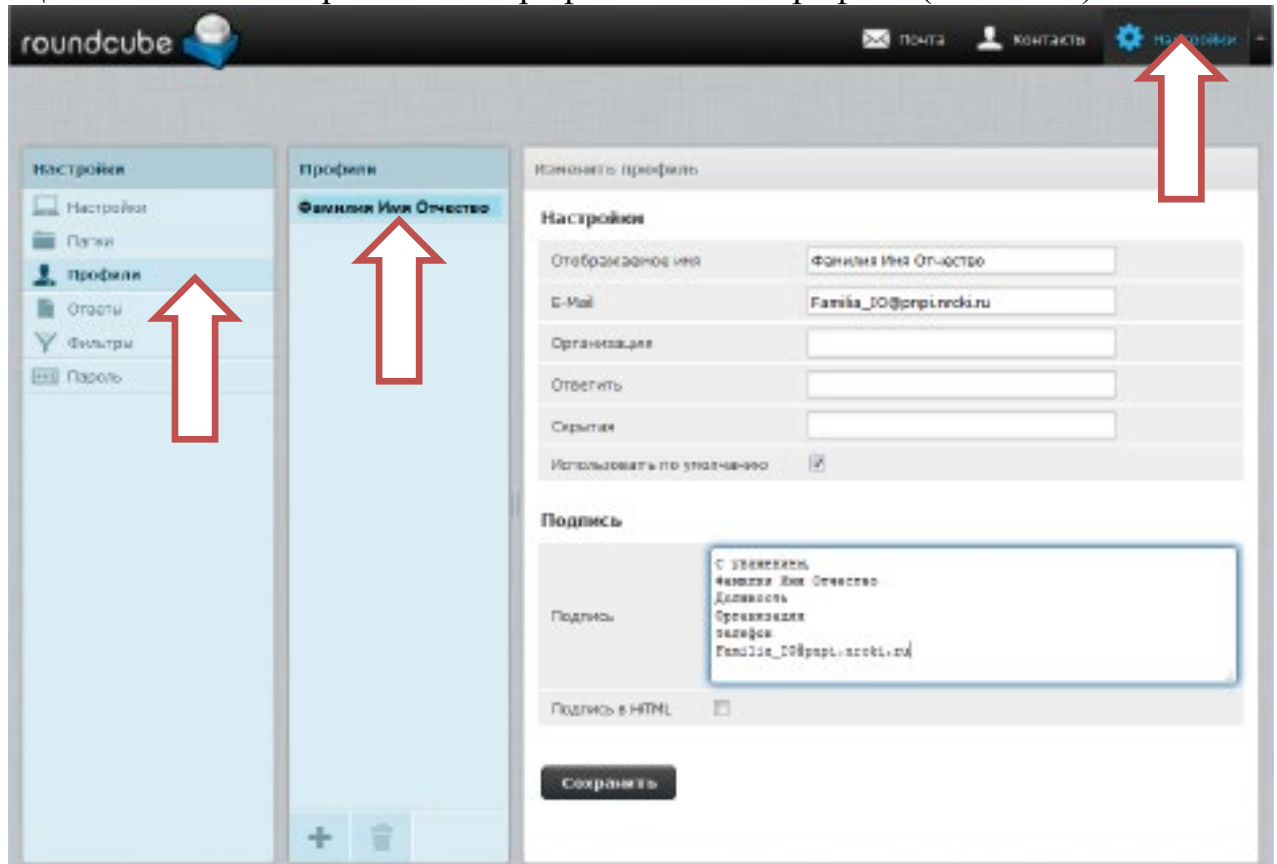 roundcube
почта Контакты Настройки
Настройки
Настройки
Папки
Профили
Ответы
Фильтры
Пароль
Профили
Фамилия Имя Отчество
Изменить профиль
Настройки
Отображаемое имя Фамилия Имя Отчество
E-Mail Familia_IO@pnpi.nrcki.ru
Организация
Ответить
Скрытая
Использовать по умолчанию
Подпись
Подпись
С уважением,
Фамилия Имя Отчество
Должность
Организация
телефон
Familia_IO@pnpi.nrcki.ru
Подпись в HTML
Сохранить